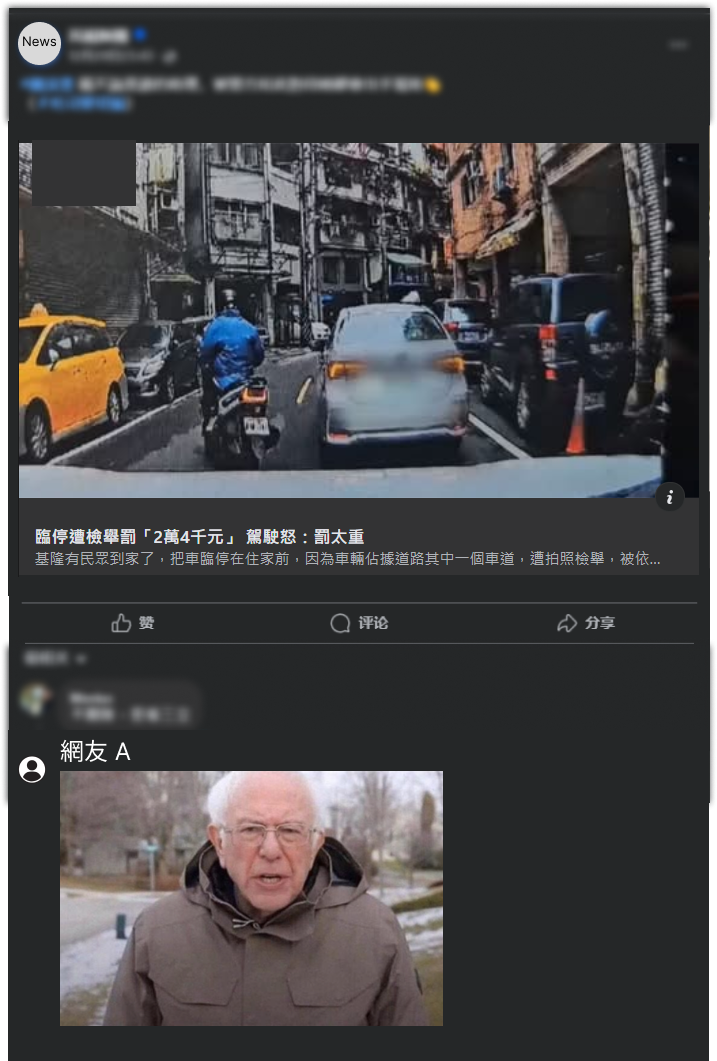 News
臨停遭檢舉罰「2萬4千元」 駕駛怒：罰太重
基隆有民眾到家了，把車臨停在住家前，因為車輛佔據道路其中一個車道，遭拍照檢舉，被依...
赞
评论
分享
網友 A